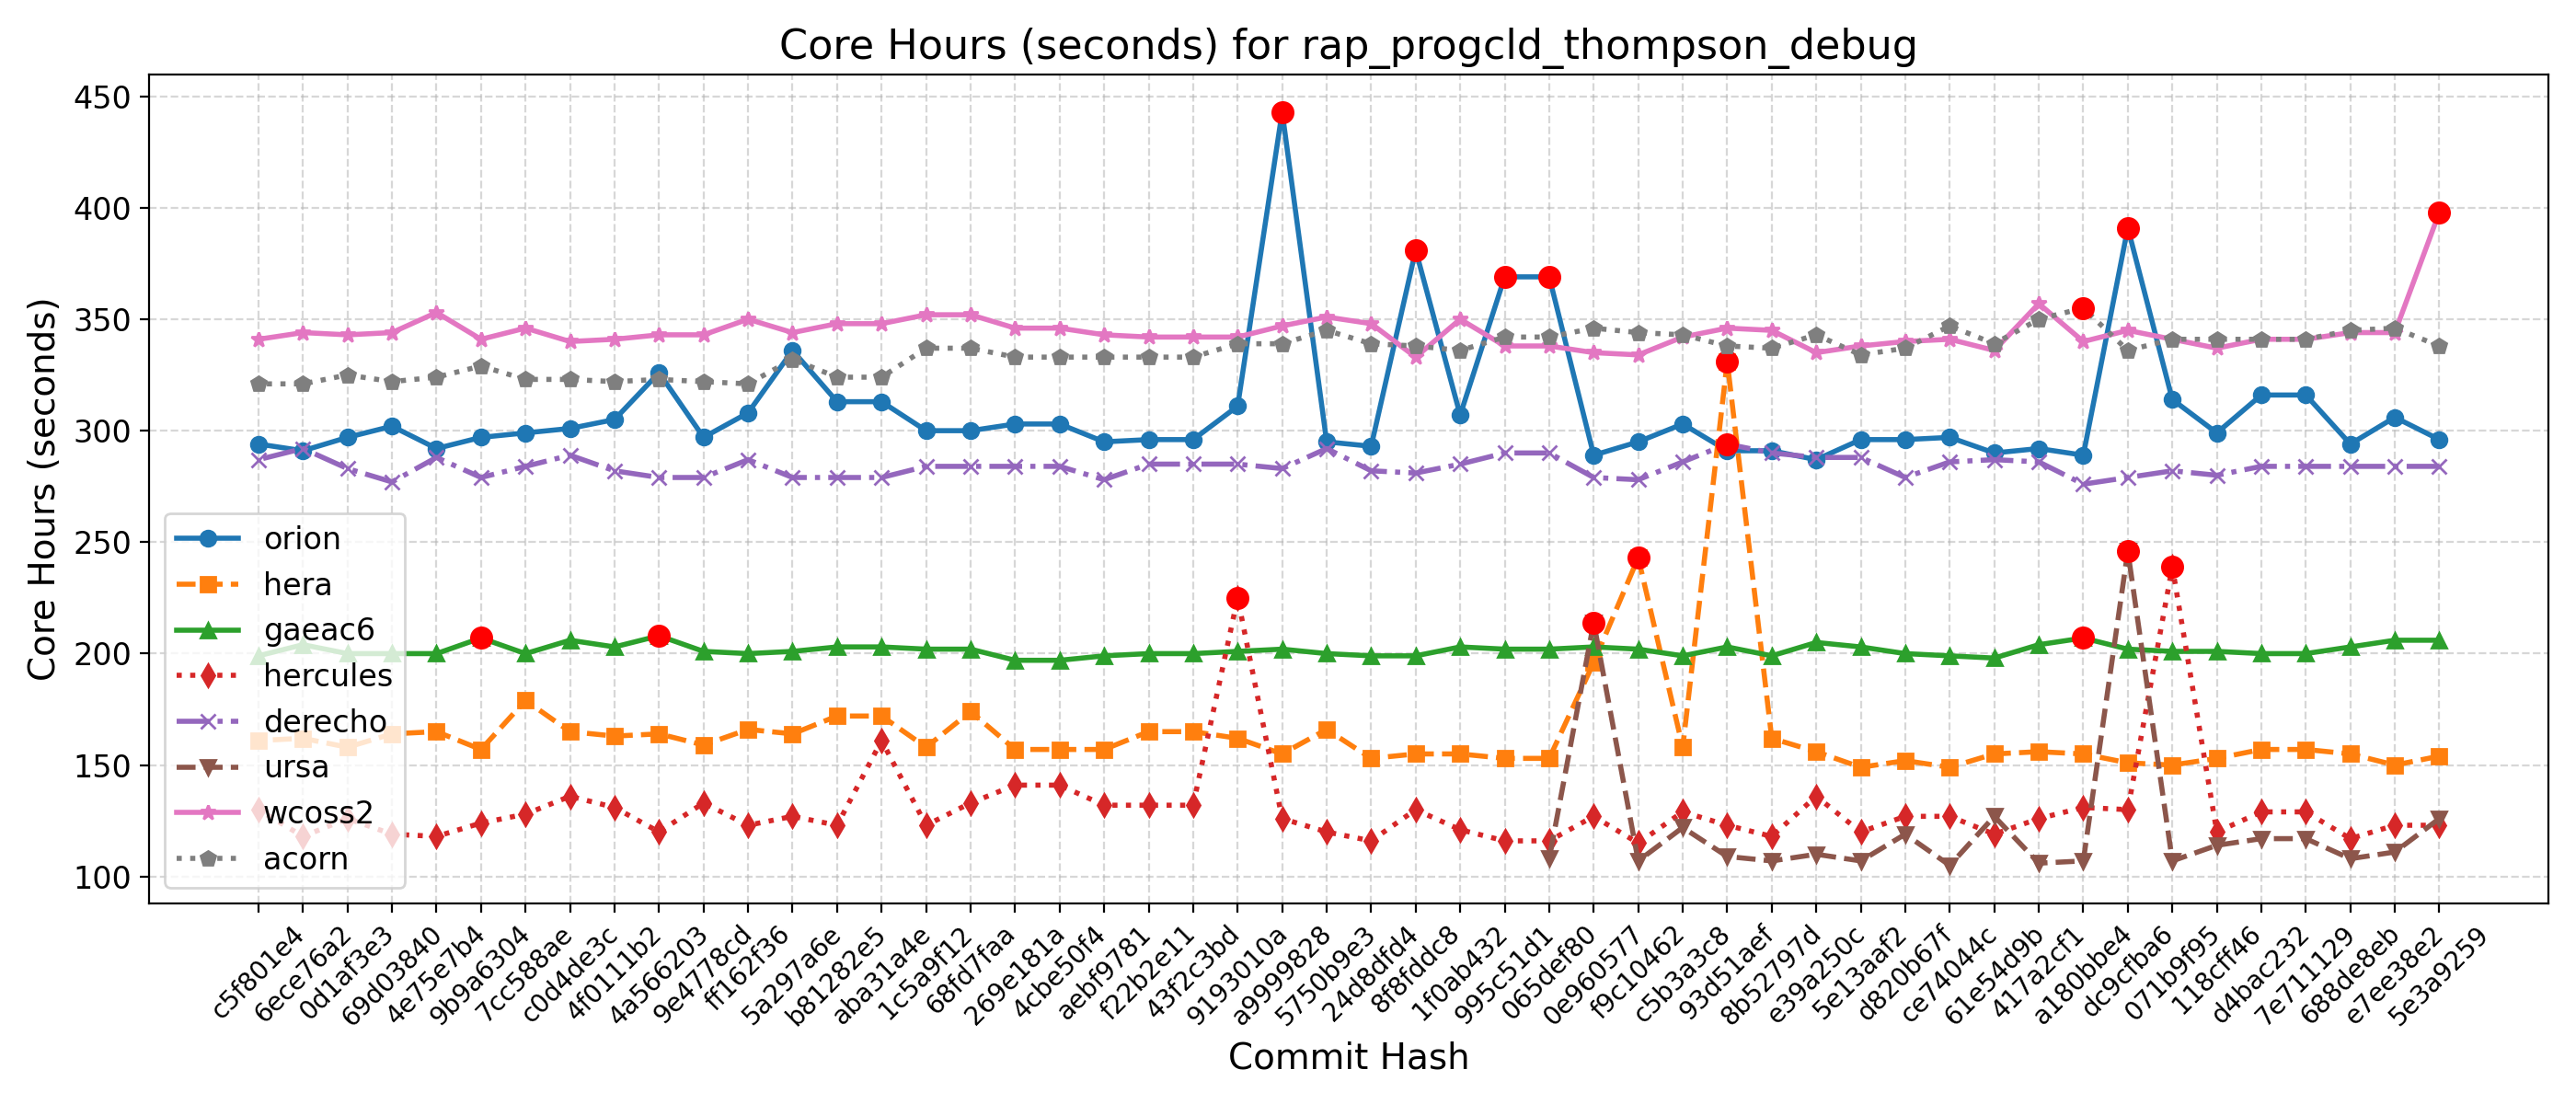 Core Hours (seconds) for rap_progcld_thompson_debug
Core Hours (seconds)
450
400
350
300
250
200
150
100
orion
hera
gaeac6
hercules
derecho
ursa
wcoss2
acorn
c5f801e4
6ece76a2
0d1af3e3
69d03840
4e75e7b4
9b9a6304
7cc588ae
c0d4de3c
4f0111b2
4a566203
9e4778cd
ff162f36
5a297a6e
b81282e5
aba31a4e
1c5a9f12
68fd7faa
269e181a
4cbe50f4
aebf9781
f22b2e11
43f2c3bd
9193010a
a9999828
5750b9e3
24d8dfd4
8f8fddc8
1f0ab432
995c51d1
065def80
0e960577
f9c10462
c5b3a3c8
93d51aef
8b52797d
e39a250c
5e13aaf2
d820b67f
ce74044c
61e54d9b
417a2cf1
a180bbe4
dc9cfba6
071b9f95
118cff46
d4bac232
7e711129
688de8eb
e7ee38e2
5e3a9259
Commit Hash